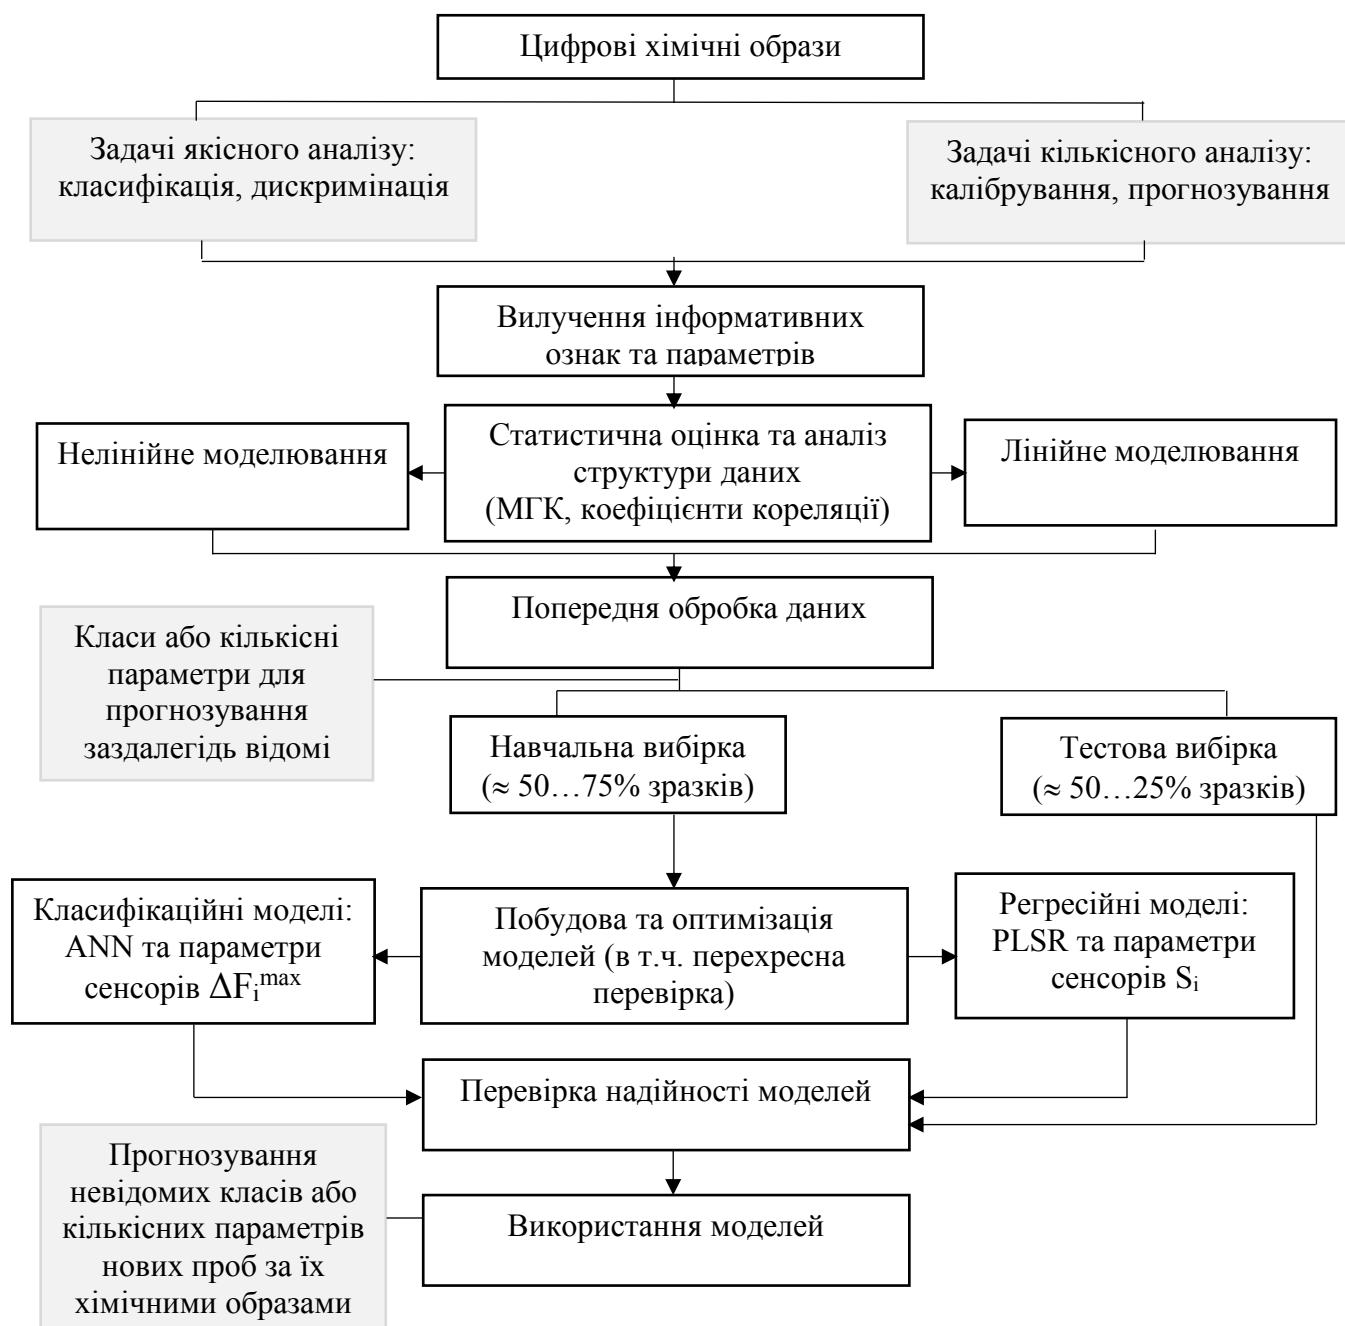 Цифрові хімічні образи
Задачі якісного аналізу:
класифікація, дискримінація
Задачі кількісного аналізу:
калібрування, прогнозування
Вилучення інформативних
ознак та параметрів
Нелінійне моделювання
Статистична оцінка та аналіз
структури даних
(МГК, коефіцієнти кореляції)
Лінійне моделювання
Попередня обробка даних
Класи або кількісні
параметри для
прогнозування
заздалегідь відомі
Навчальна вибірка
(≈ 50…75% зразків)
Тестова вибірка
(≈ 50…25% зразків)
Класифікаційні моделі:
ANN та параметри
сенсорів ΔFᵢᵐᵃˣ
Побудова та оптимізація
моделей (в т.ч. перехресна
перевірка)
Регресійні моделі:
PLSR та параметри
сенсорів Sᵢ
Перевірка надійності моделей
Прогнозування
невідомих класів або
кількісних параметрів
нових проб за їх
хімічними образами
Використання моделей